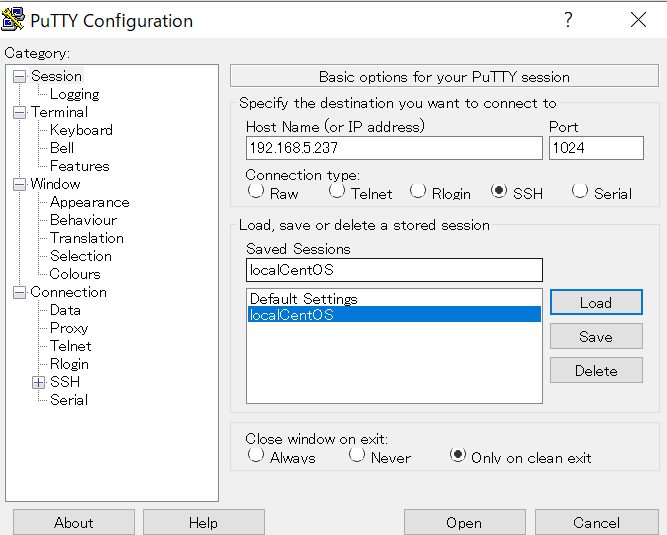 PuTTY Configuration
?
Category:
Session
Logging
Terminal
Keyboard
Bell
Features
Window
Appearance
Behaviour
Translation
Selection
Colours
Connection
Data
Proxy
Telnet
Rlogin
SSH
Serial
Basic options for your PuTTY session
Specify the destination you want to connect to
Host Name (or IP address) Port
192.168.5.237 1024
Connection type:
Raw Telnet Rlogin SSH Serial
Load, save or delete a stored session
Saved Sessions
localCentOS
Default Settings
localCentOS
Load
Save
Delete
Close window on exit:
Always Never Only on clean exit
About Help Open Cancel